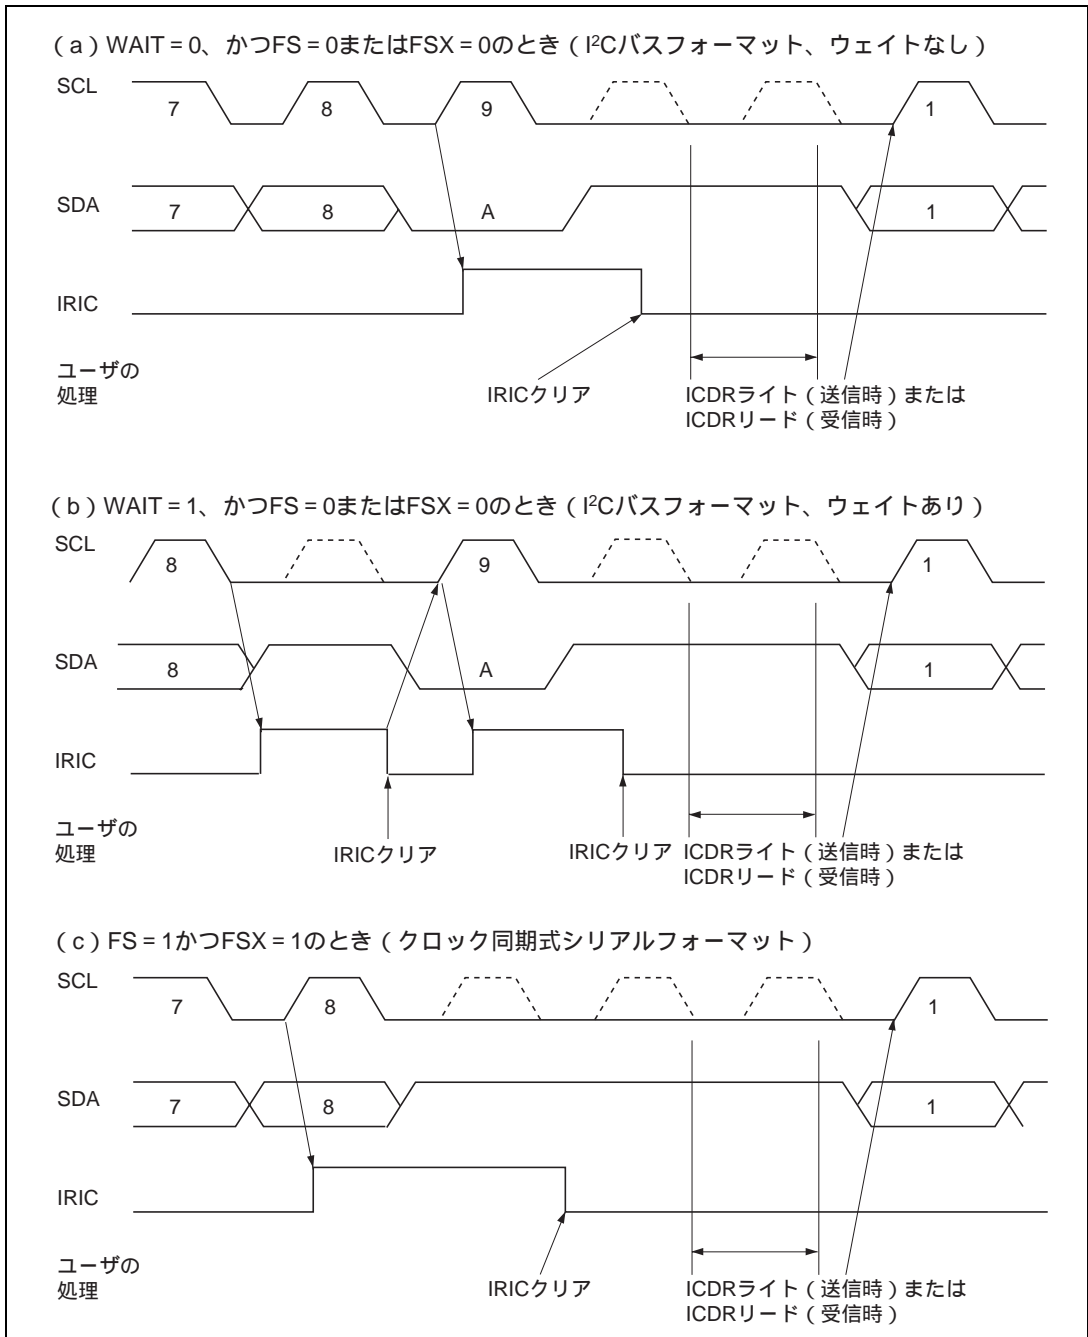 (a) WAIT = 0、かつFS = 0またはFSX = 0のとき(I²Cバスフォーマット、ウェイトなし)
SCL
7 8 9 1
SDA
7 8 A 1
IRIC
ユーザの
処理
IRICクリア
ICDRライト(送信時)または
ICDRリード(受信時)
(b) WAIT = 1、かつFS = 0またはFSX = 0のとき(I²Cバスフォーマット、ウェイトあり)
SCL
8 9 1
SDA
8 A 1
IRIC
ユーザの
処理
IRICクリア
IRICクリア
ICDRライト(送信時)または
ICDRリード(受信時)
(c) FS = 1かつFSX = 1のとき(クロック同期式シリアルフォーマット)
SCL
7 8 1
SDA
7 8 1
IRIC
ユーザの
処理
IRICクリア
ICDRライト(送信時)または
ICDRリード(受信時)